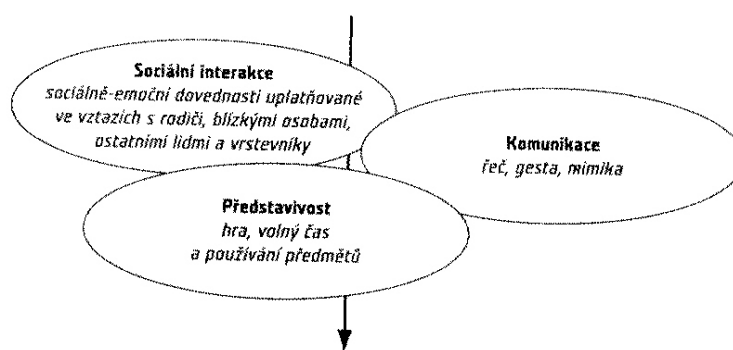 Sociální interakce
sociálně-emoční dovednosti uplatňované
ve vztazích s rodiči, blízkými osobami,
ostatními lidmi a vrstevníky
Komunikace
řeč, gesta, mimika
Představivost
hra, volný čas
a používání předmětů